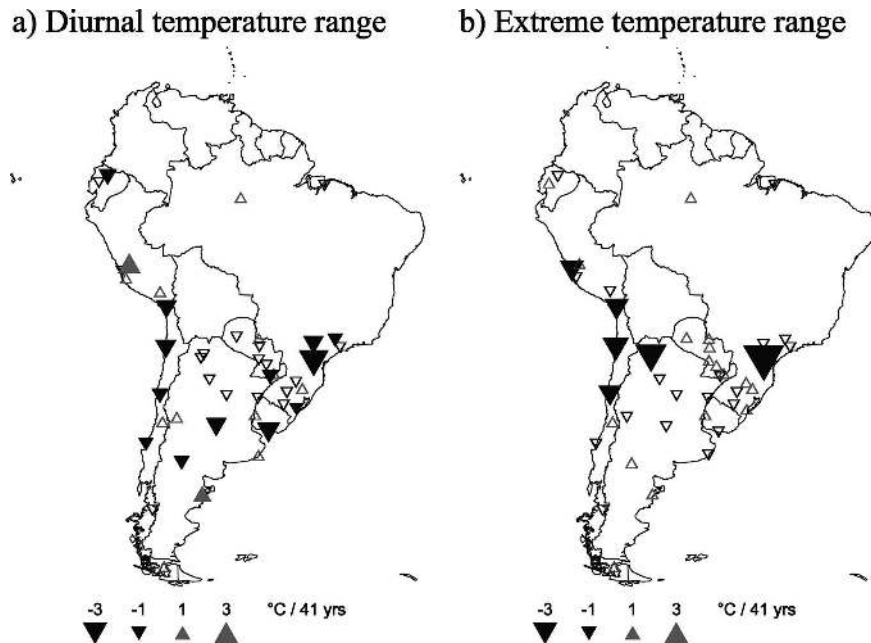 a) Diurnal temperature range
b) Extreme temperature range
-3 -1 1 3 °C / 41 yrs
-3 -1 1 3 °C / 41 yrs